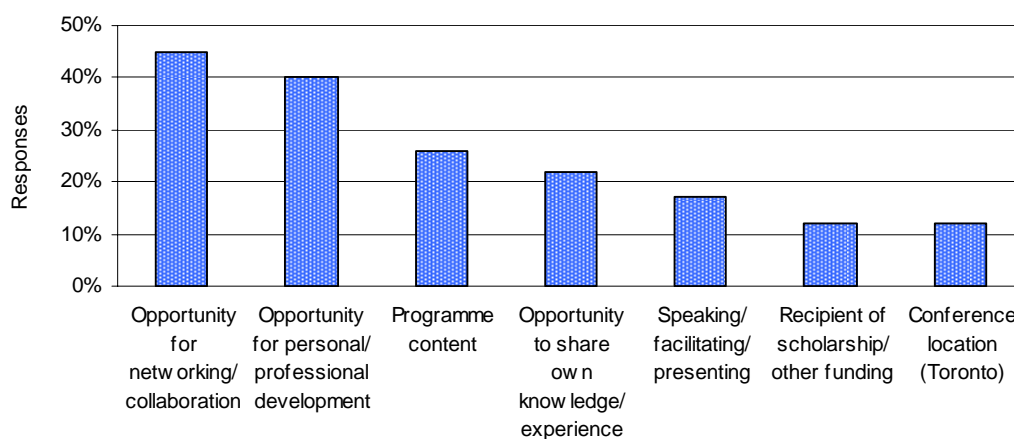 50%
40%
30%
20%
10%
0%
Responses
Opportunity
for
netw orking/
collaboration
Opportunity
for personal/
professional
development
Programme
content
Opportunity
to share
ow n
know ledge/
experience
Speaking/
facilitating/
presenting
Recipient of
scholarship/
other funding
Conference
location
(Toronto)